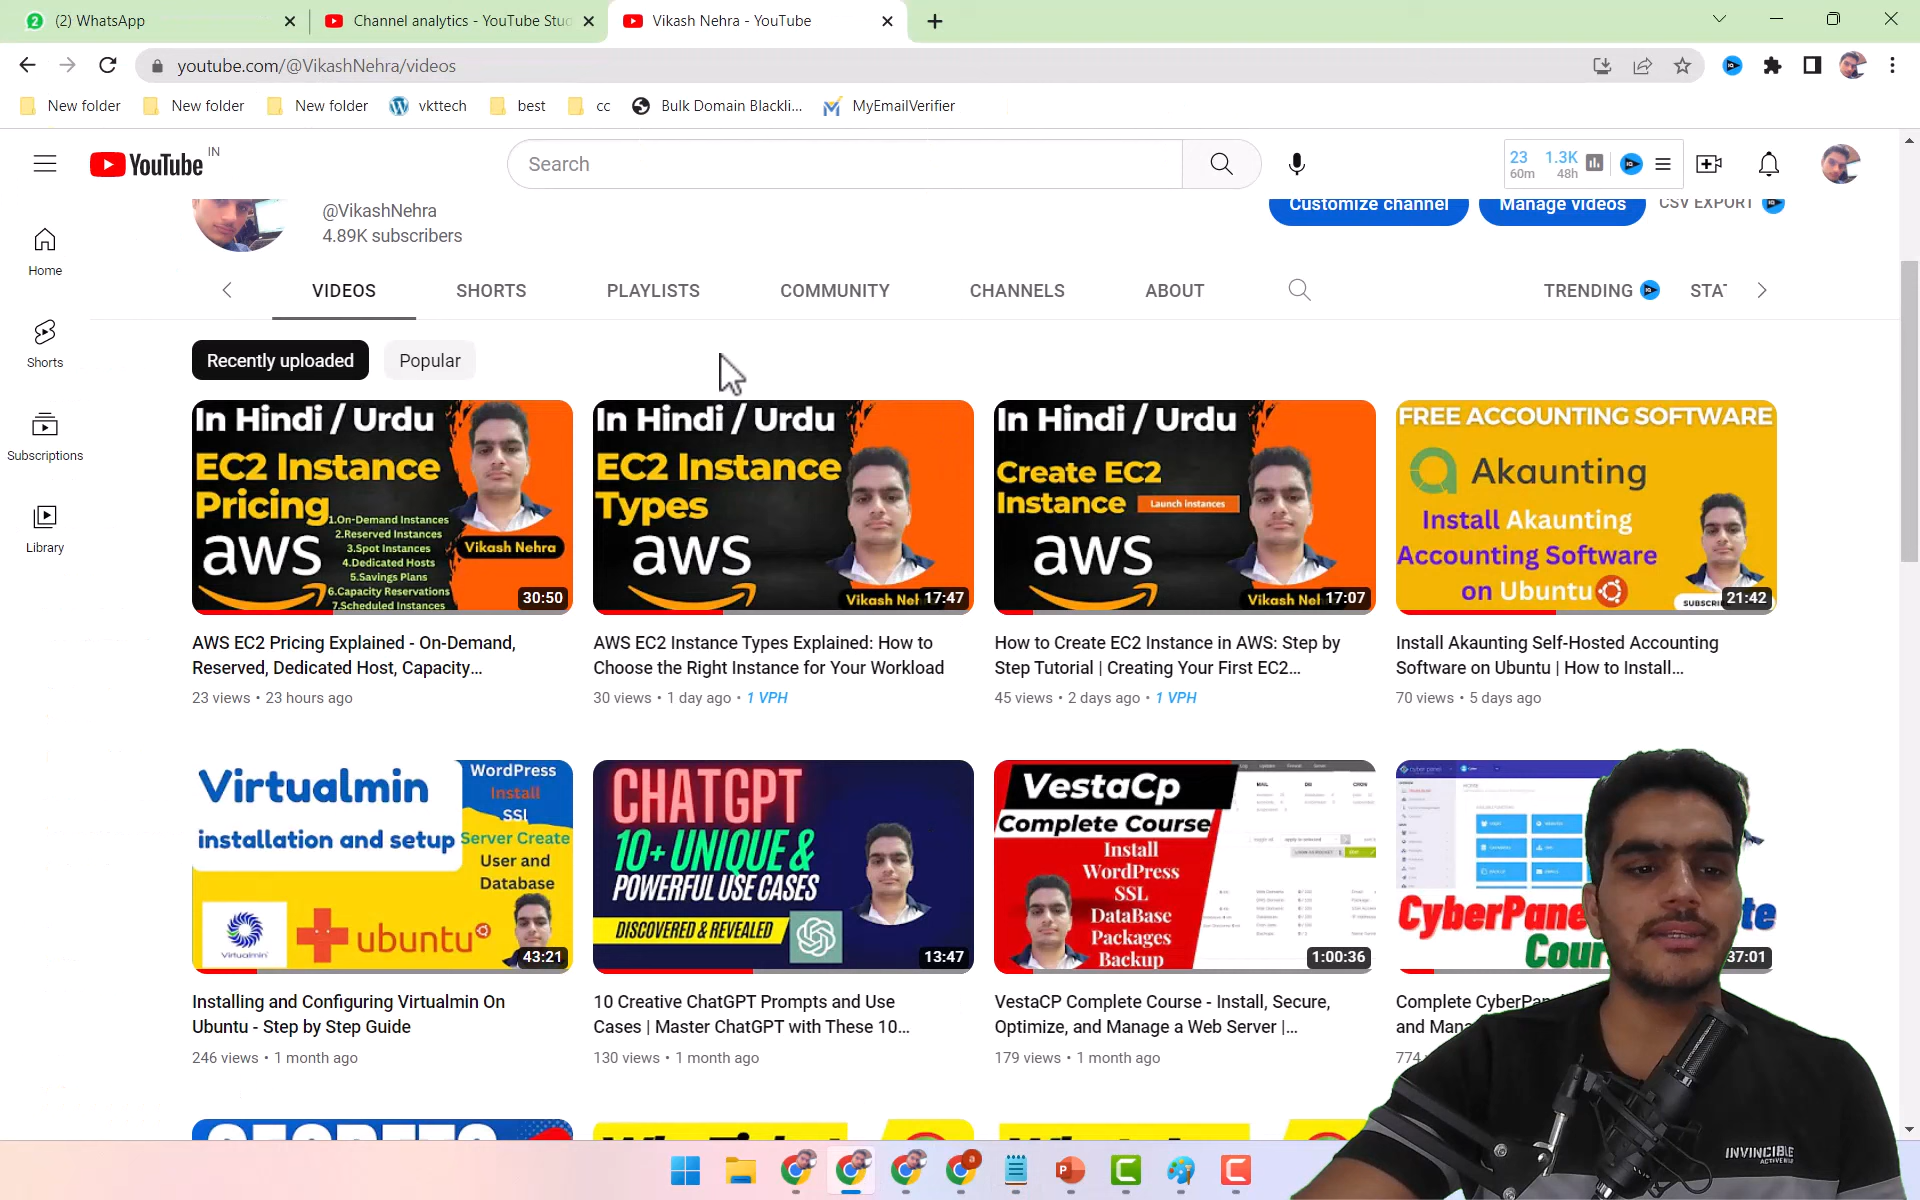 (2) WhatsApp
Channel analytics - YouTube Stud
Vikash Nehra - YouTube
youtube.com/@VikashNehra/videos
New folder
New folder
New folder
vkttech
best
cc
Bulk Domain Blackli...
MyEmailVerifier
YouTube IN
Search
23 1.3K
60m 48h
@VikashNehra
4.89K subscribers
Customize channel
Manage videos
CSV EXPORT
Home
Shorts
Subscriptions
Library
VIDEOS
SHORTS
PLAYLISTS
COMMUNITY
CHANNELS
ABOUT
TRENDING
STAT
Recently uploaded
Popular
In Hindi / Urdu
EC2 Instance
Pricing
1.On-Demand Instances
2.Reserved Instances
3.Spot Instances
4.Dedicated Hosts
5.Savings Plans
6.Capacity Reservations
7.Scheduled Instances
aws
Vikash Nehra
30:50
In Hindi / Urdu
EC2 Instance
Types
aws
Vikash Neh
17:47
In Hindi / Urdu
Create EC2
Instance
Launch instances
aws
Vikash Neh
17:07
FREE ACCOUNTING SOFTWARE
Akaunting
Install Akaunting
Accounting Software
on Ubuntu
SUBSCRI
21:42
AWS EC2 Pricing Explained - On-Demand,
Reserved, Dedicated Host, Capacity...
23 views • 23 hours ago
AWS EC2 Instance Types Explained: How to
Choose the Right Instance for Your Workload
30 views • 1 day ago • 1 VPH
How to Create EC2 Instance in AWS: Step by
Step Tutorial | Creating Your First EC2...
45 views • 2 days ago • 1 VPH
Install Akaunting Self-Hosted Accounting
Software on Ubuntu | How to Install...
70 views • 5 days ago
Virtualmin
installation and setup
WordPress
Install
SSL
Server Create
User and
Database
Virtualmin
ubuntu
43:21
CHATGPT
10+ UNIQUE &
POWERFUL USE CASES
DISCOVERED & REVEALED
13:47
VestaCp
Complete Course
Install
WordPress
SSL
DataBase
Packages
Backup
1:00:36
CyberPane
te
Cour
37:01
Installing and Configuring Virtualmin On
Ubuntu - Step by Step Guide
246 views • 1 month ago
10 Creative ChatGPT Prompts and Use
Cases | Master ChatGPT with These 10...
130 views • 1 month ago
VestaCP Complete Course - Install, Secure,
Optimize, and Manage a Web Server |...
179 views • 1 month ago
Complete CyberPan
and Mana
774
INVINCIBLE